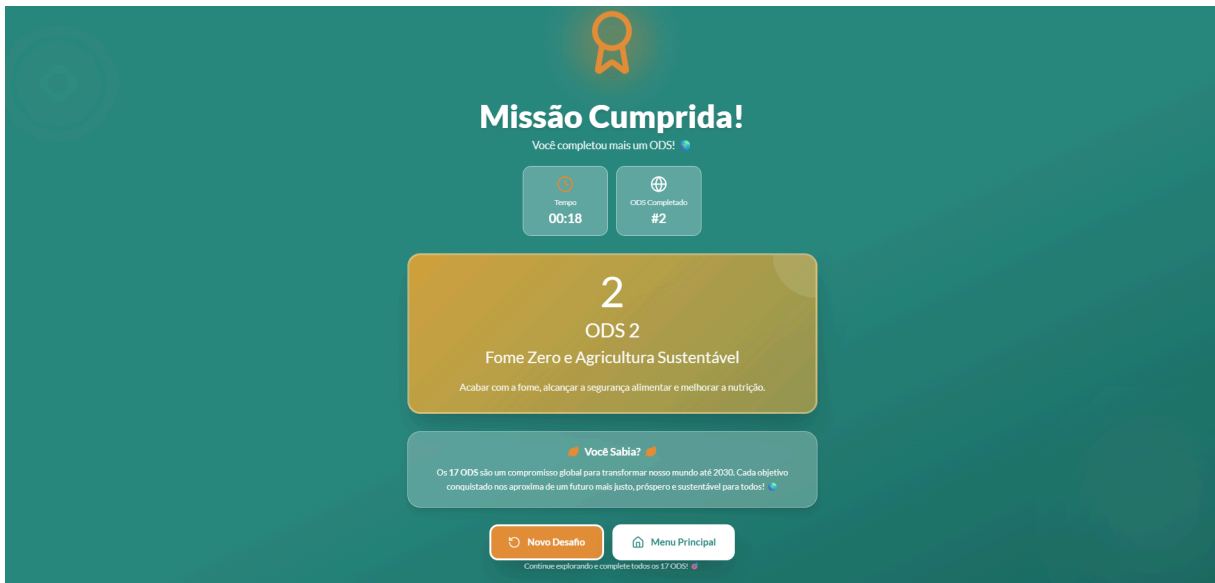 Missão Cumprida!
Você completou mais um ODS! 🌎
Tempo
00:18
ODS Completado
#2
2
ODS 2
Fome Zero e Agricultura Sustentável
Acabar com a fome, alcançar a segurança alimentar e melhorar a nutrição.
Você Sabia?
Os 17 ODS são um compromisso global para transformar nosso mundo até 2030. Cada objetivo
conquistado nos aproxima de um futuro mais justo, próspero e sustentável para todos! 🌎
Novo Desafio
Menu Principal
Continue explorando e complete todos os 17 ODS! 🎯